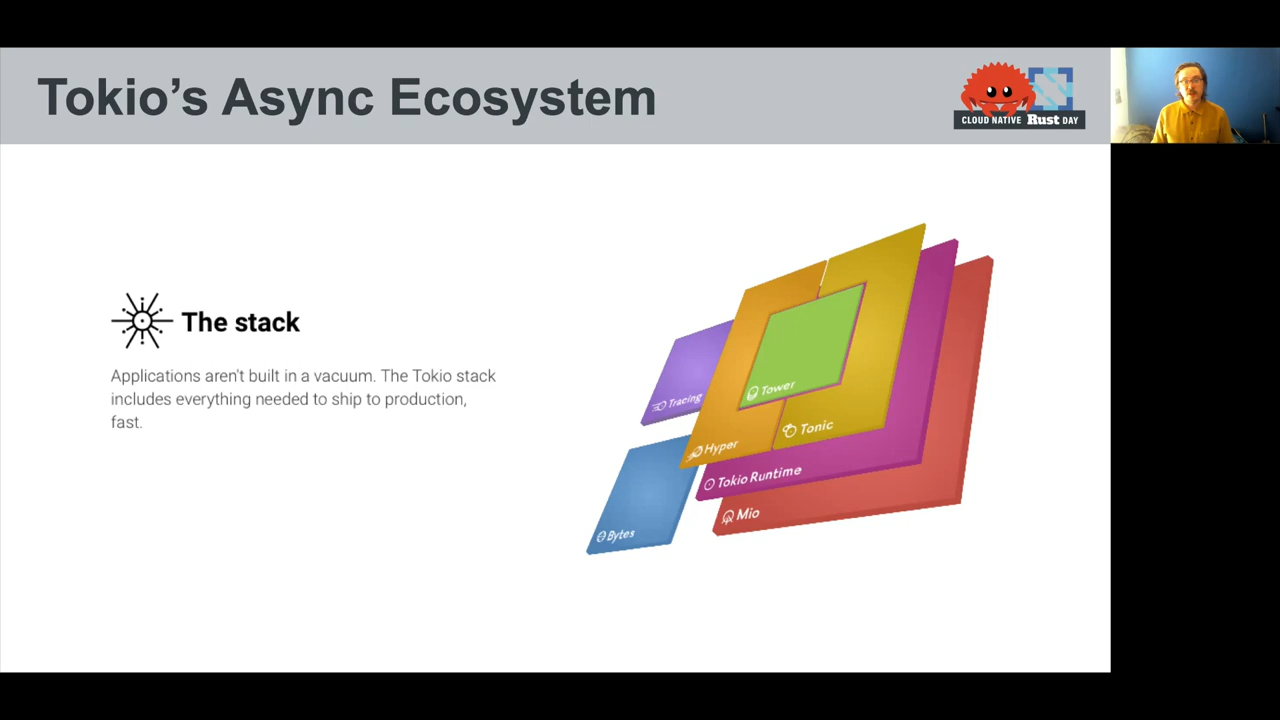 Tokio’s Async Ecosystem
CLOUD NATIVE Rust DAY
The stack
Applications aren't built in a vacuum. The Tokio stack
includes everything needed to ship to production,
fast.
Tower
Tracing
Tonic
Hyper
Tokio Runtime
Mio
Bytes